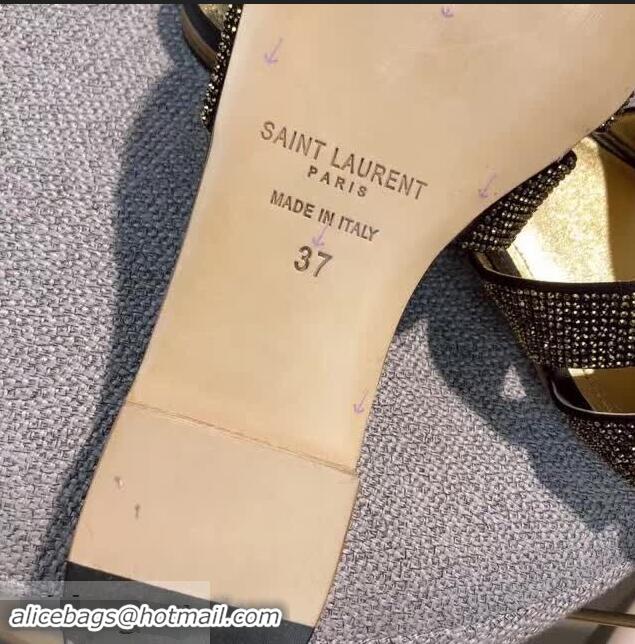 SAINT LAURENT
PARIS
MADE IN ITALY
37
alicebags@hotmail.com